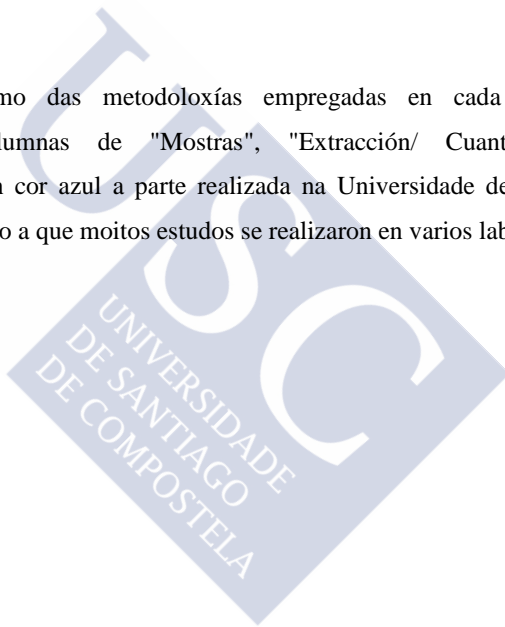 mo das metodoloxías empregadas en cada
lumnas de "Mostras", "Extracción/ Cuant
cor azul a parte realizada na Universidade de
o a que moitos estudos se realizaron en varios lab
USC
UNIVERSIDADE
DE SANTIAGO
DE COMPOSTELA